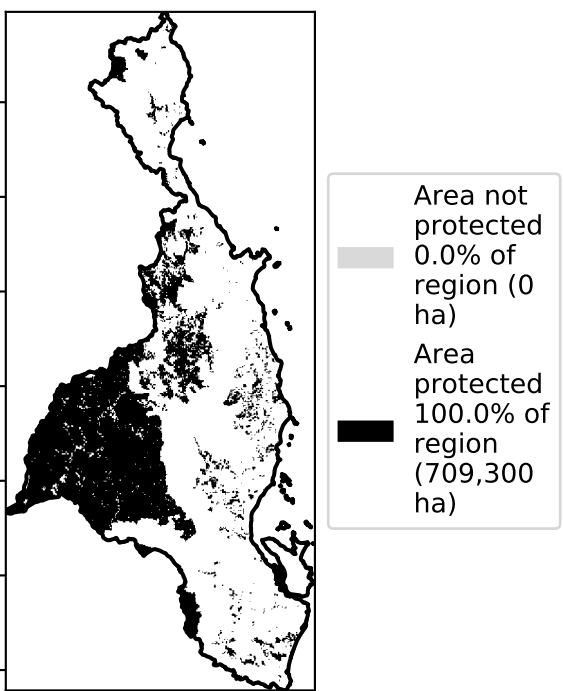 Area not
protected
0.0% of
region (0
ha)
Area
protected
100.0% of
region
(709,300
ha)